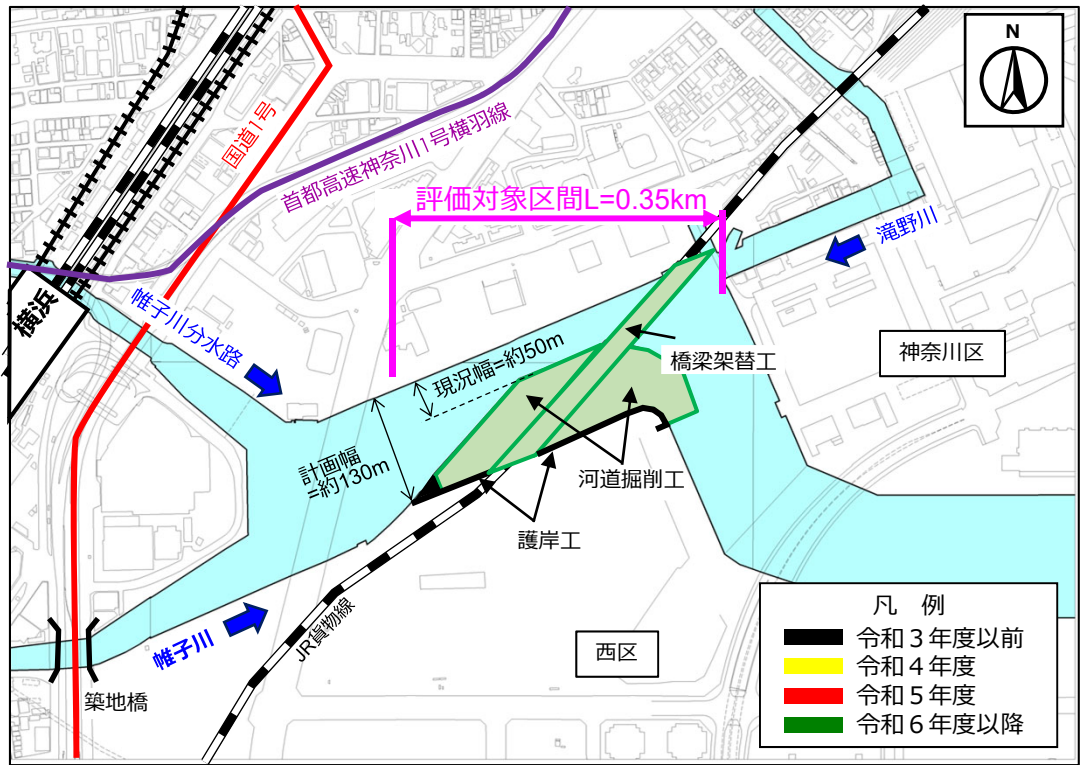 N
国道1号
首都高速神奈川1号横羽線
評価対象区間L=0.35km
滝野川
横浜
帷子川分水路
現況幅=約50m
橋梁架替工
神奈川区
計画幅
=約130m
河道掘削工
護岸工
JR貨物線
帷子川
西区
築地橋
凡 例
令和３年度以前
令和４年度
令和５年度
令和６年度以降